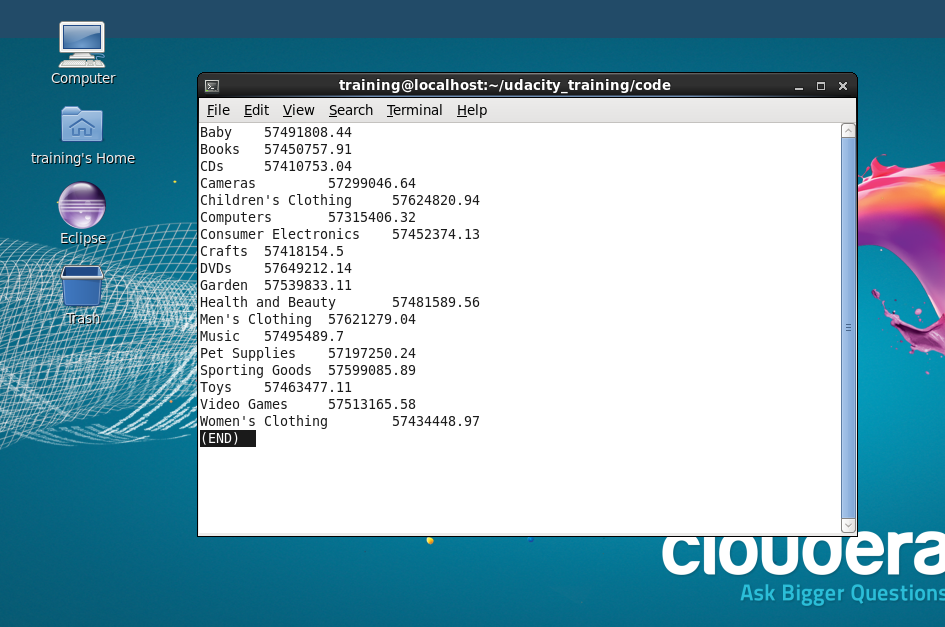 Computer
training's Home
Eclipse
Trash
training@localhost:~/udacity_training/code
File Edit View Search Terminal Help
Baby 57491808.44
Books 57450757.91
CDs 57410753.04
Cameras 57299046.64
Children's Clothing 57624820.94
Computers 57315406.32
Consumer Electronics 57452374.13
Crafts 57418154.5
DVDs 57649212.14
Garden 57539833.11
Health and Beauty 57481589.56
Men's Clothing 57621279.04
Music 57495489.7
Pet Supplies 57197250.24
Sporting Goods 57599085.89
Toys 57463477.11
Video Games 57513165.58
Women's Clothing 57434448.97
(END)
cloudera
Ask Bigger Questions